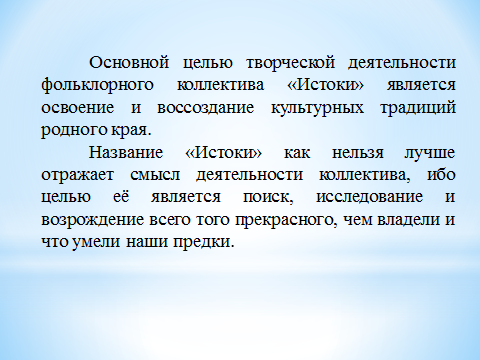 Основной целью творческой деятельности
фольклорного коллектива «Истоки» является
освоение и воссоздание культурных традиций
родного края.
Название «Истоки» как нельзя лучше
отражает смысл деятельности коллектива, ибо
целью её является поиск, исследование и
возрождение всего того прекрасного, чем владели и
что умели наши предки.